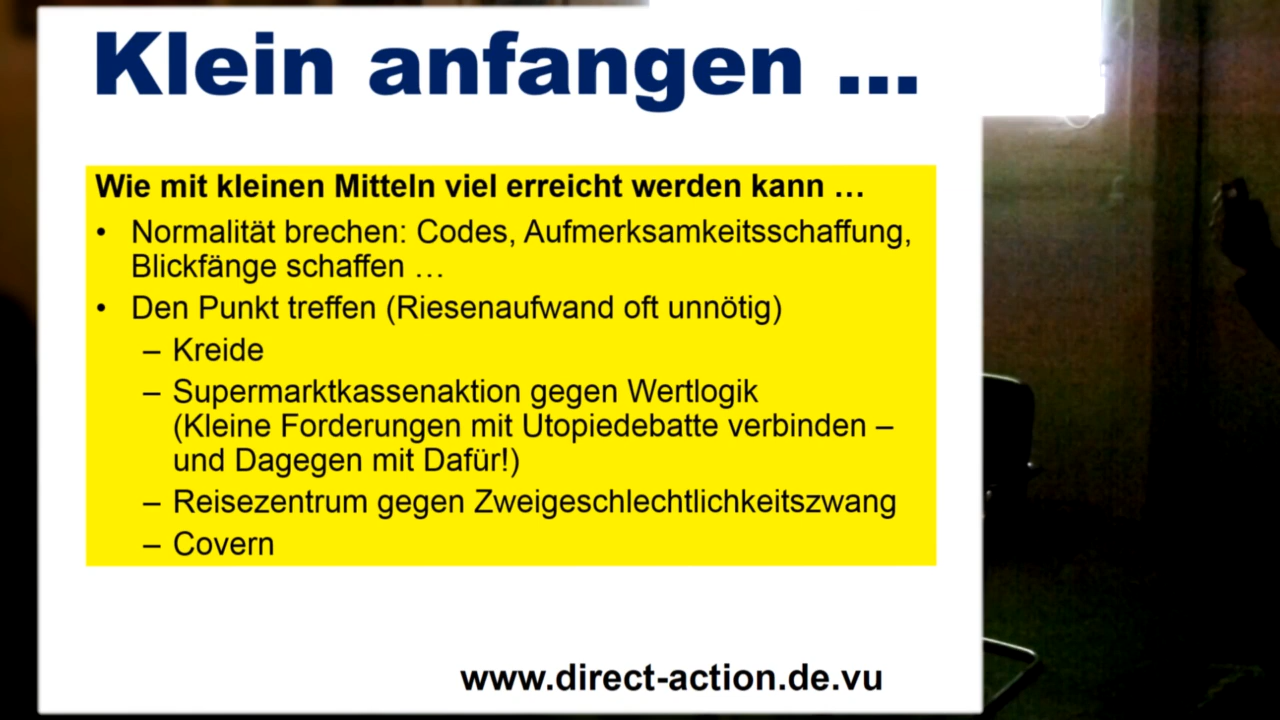 Klein anfangen ...
Wie mit kleinen Mitteln viel erreicht werden kann …
• Normalität brechen: Codes, Aufmerksamkeitsschaffung,
Blickfänge schaffen …
• Den Punkt treffen (Riesenaufwand oft unnötig)
– Kreide
– Supermarktkassenaktion gegen Wertlogik
(Kleine Forderungen mit Utopiedebatte verbinden –
und Dagegen mit Dafür!)
– Reisezentrum gegen Zweigeschlechtlichkeitszwang
– Covern
www.direct-action.de.vu